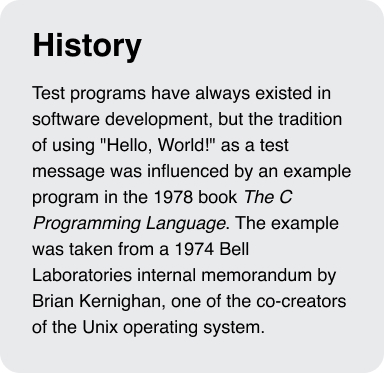 History
Test programs have always existed in
software development, but the tradition
of using "Hello, World!" as a test
message was influenced by an example
program in the 1978 book The C
Programming Language. The example
was taken from a 1974 Bell
Laboratories internal memorandum by
Brian Kernighan, one of the co-creators
of the Unix operating system.